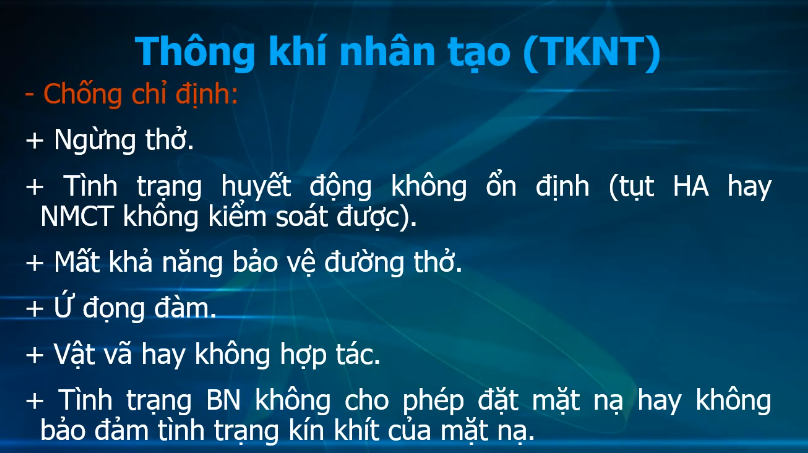 Thông khí nhân tạo (TKNT)
- Chống chỉ định:
+ Ngừng thở.
+ Tình trạng huyết động không ổn định (tụt HA hay
NMCT không kiểm soát được).
+ Mất khả năng bảo vệ đường thở.
+ Ứ đọng đàm.
+ Vật vã hay không hợp tác.
+ Tình trạng BN không cho phép đặt mặt nạ hay không
bảo đảm tình trạng kín khít của mặt nạ.